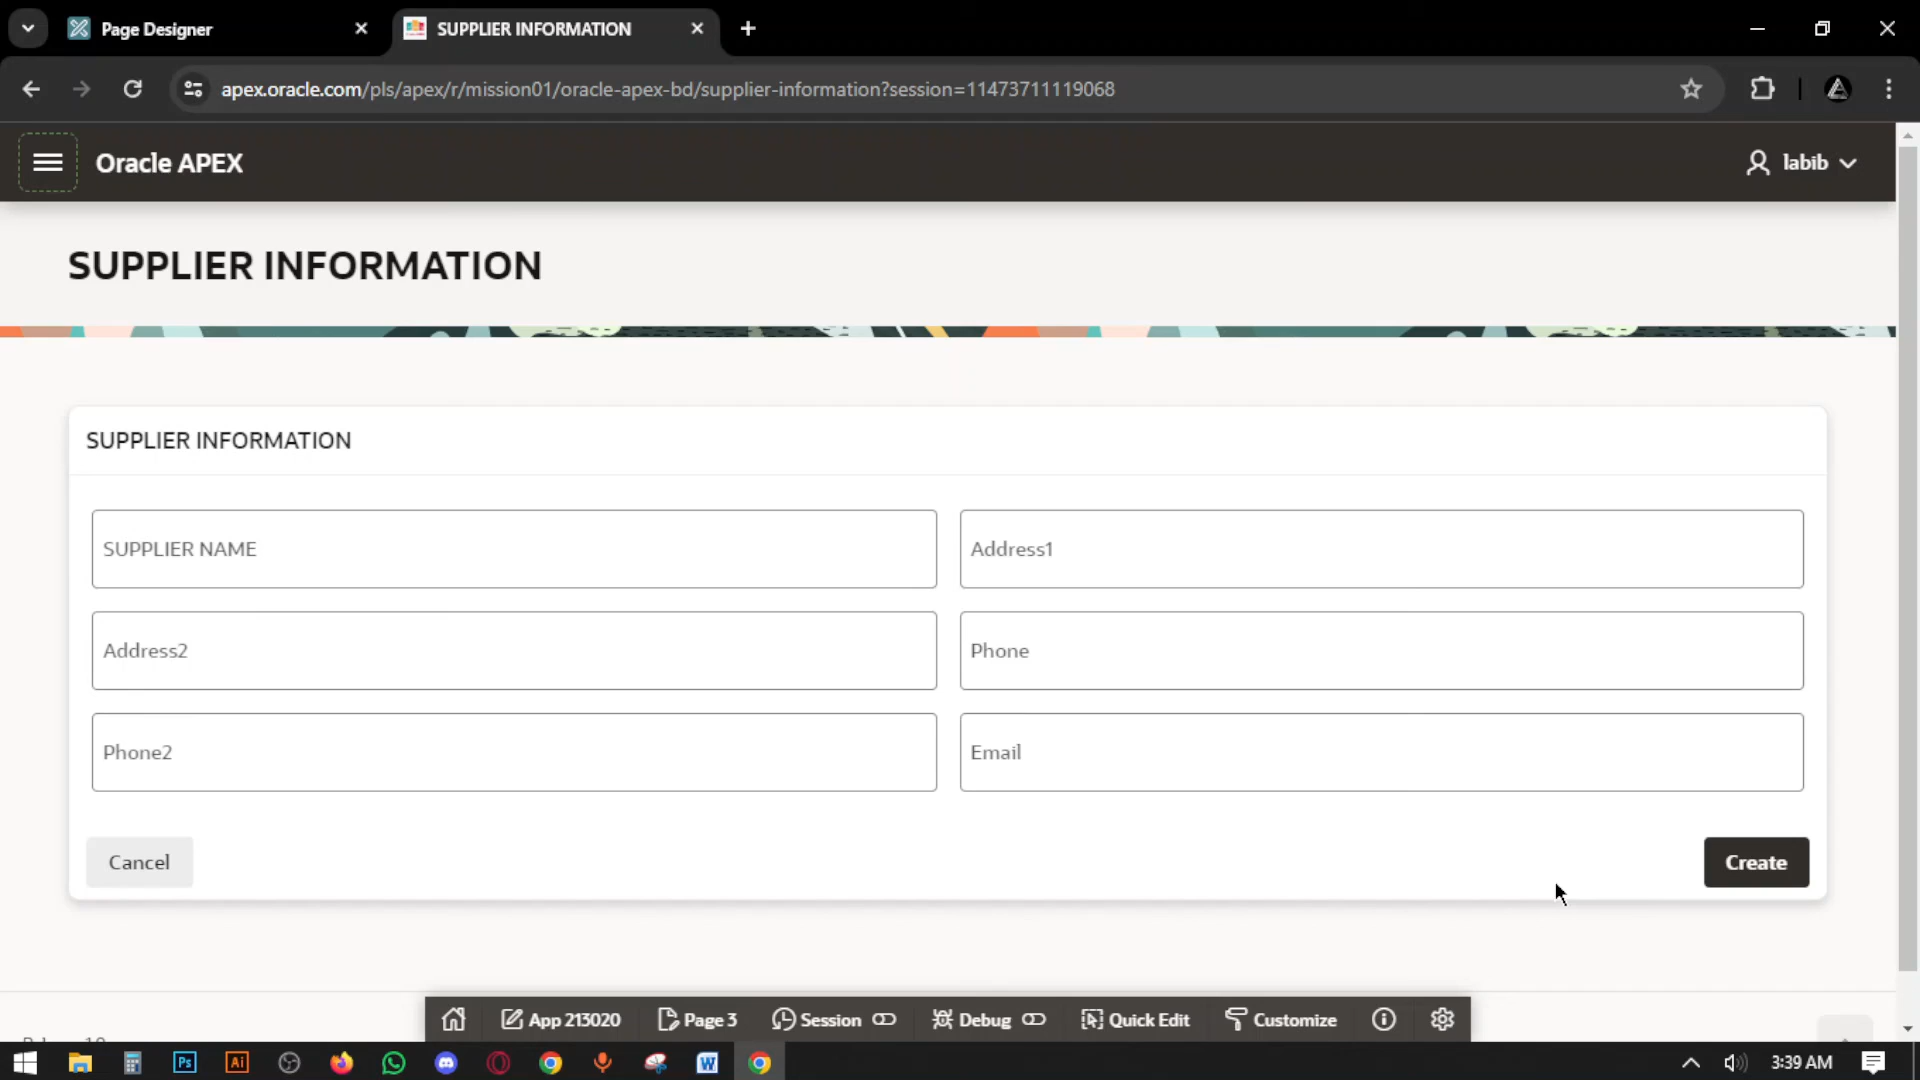 Page Designer
SUPPLIER INFORMATION
apex.oracle.com/pls/apex/r/mission01/oracle-apex-bd/supplier-information?session=11473711119068
Oracle APEX
labib
SUPPLIER INFORMATION
SUPPLIER INFORMATION
SUPPLIER NAME
Address1
Address2
Phone
Phone2
Email
Cancel
Create
App 213020
Page 3
Session
Debug
Quick Edit
Customize
Ps
Ai
W
3:39 AM